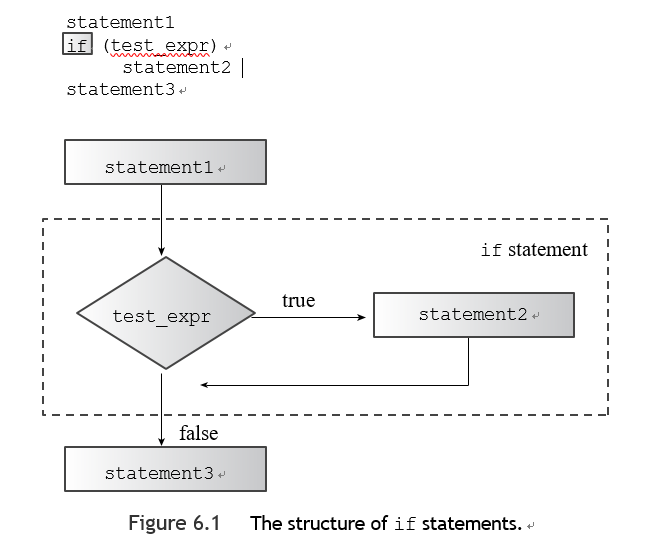 statement1
if (test_expr)
statement2
statement3
statement1
if statement
true
test_expr
statement2
false
statement3
Figure 6.1 The structure of if statements.